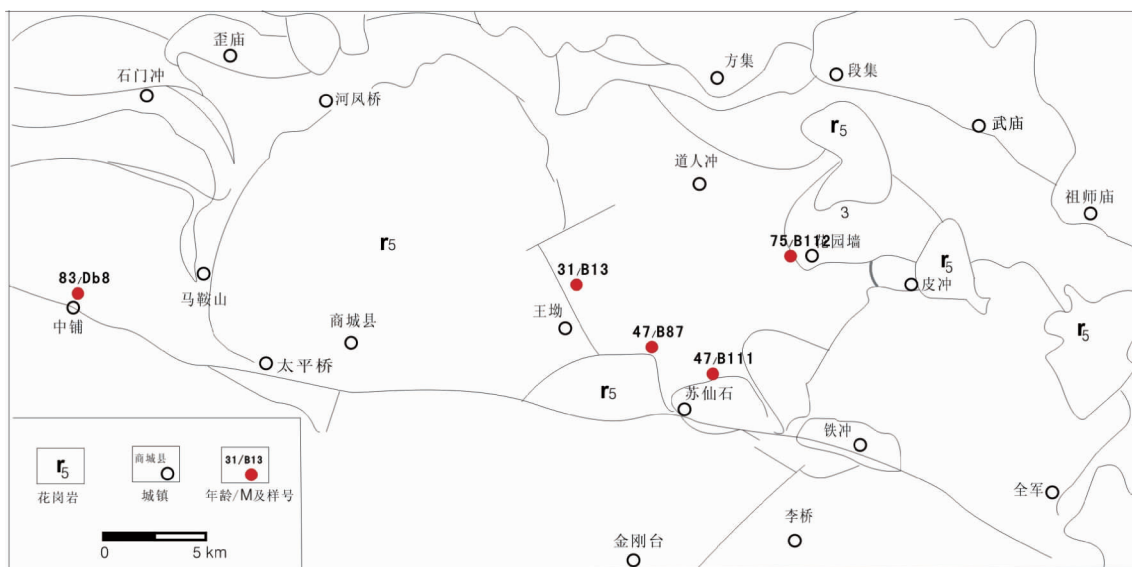 歪庙
方集
段集
石门冲
河凤桥
r5
武庙
道人冲
祖师庙
3
r5
75/B112
花园墙
r5
83/Db8
31/B13
马鞍山
皮冲
中铺
商城县
王坳
r5
47/B87
太平桥
47/B111
r5
苏仙石
铁冲
r5
商城县
31/B13
花岗岩
城镇
年龄/M及样号
全军
李桥
0 5 km
金刚台